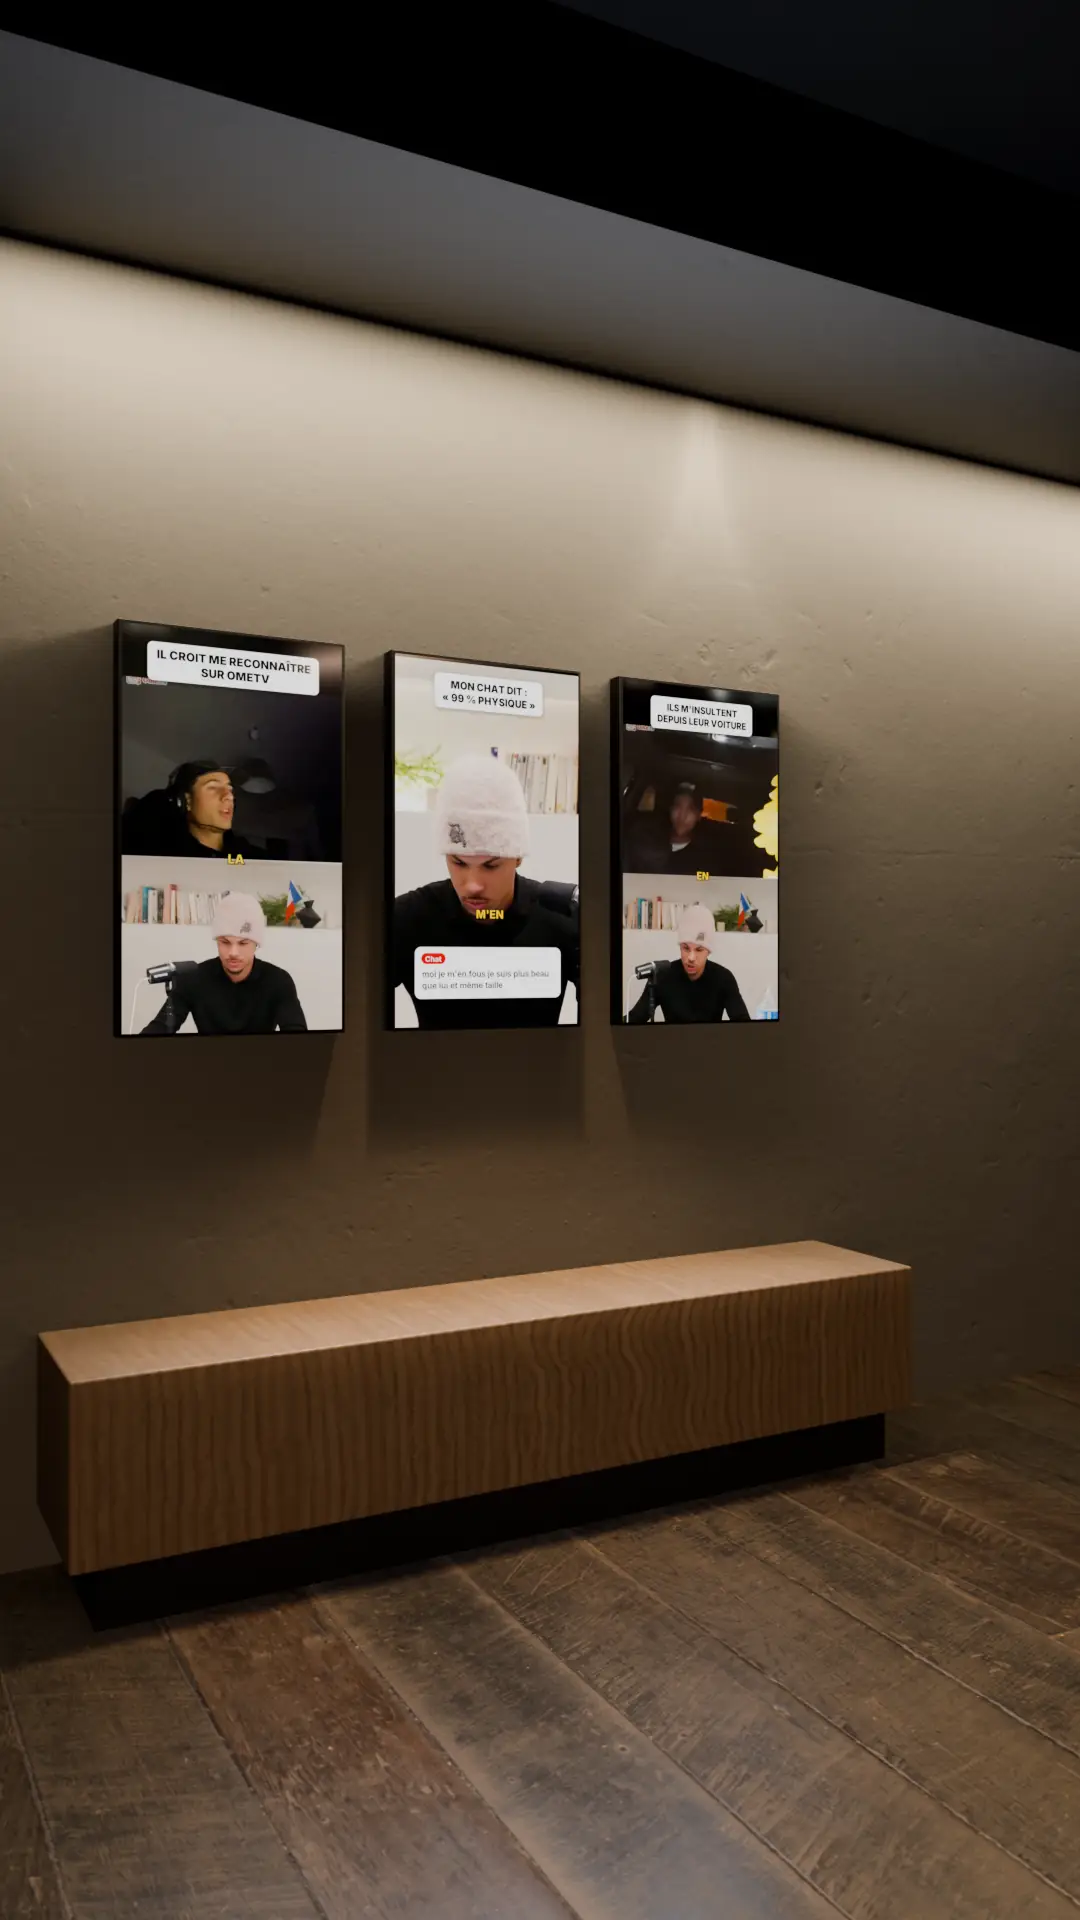 IL CROIT ME RECONNAÎTRE
SUR OMETV
LA
MON CHAT DIT :
« 99 % PHYSIQUE »
M'EN
Chat
moi je m'en fous je suis plus beau
que lui et même taille
ILS M'INSULTENT
DEPUIS LEUR VOITURE
EN